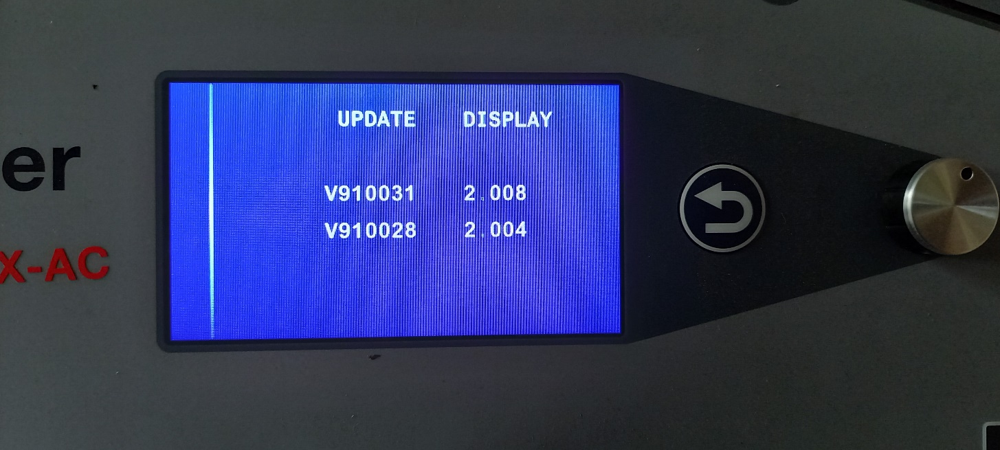 UPDATE DISPLAY
er
V910031 2.008
V910028 2.004
X-AC